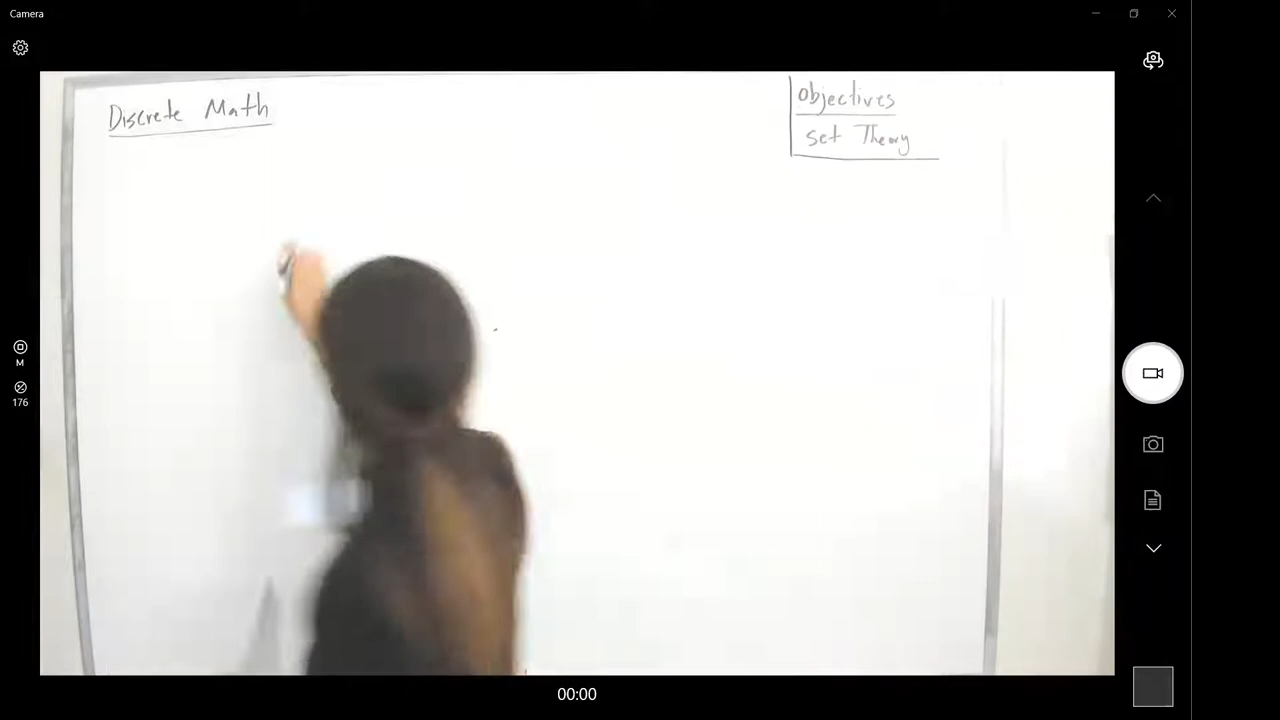 Camera
Discrete Math
Objectives
set Theory
M
176
00:00